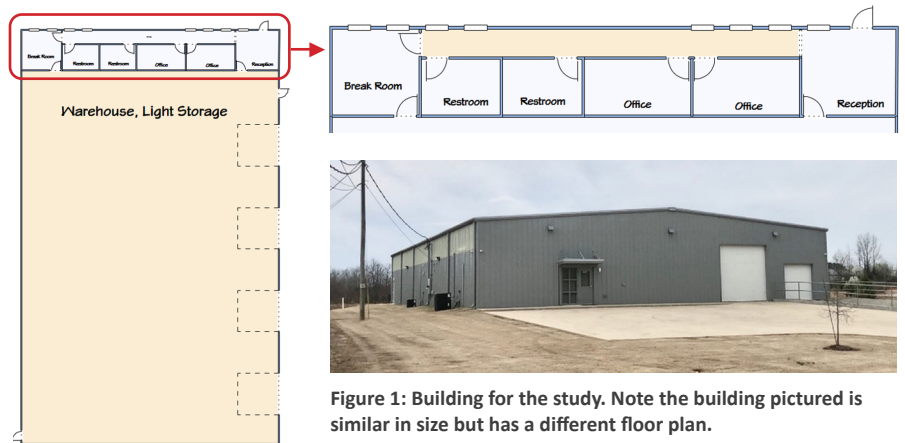 Break Room
Restroom
Restroom
Office
Office
Reception
Warehouse, Light Storage
Break Room
Restroom
Restroom
Office
Office
Reception
Figure 1: Building for the study. Note the building pictured is
similar in size but has a different floor plan.